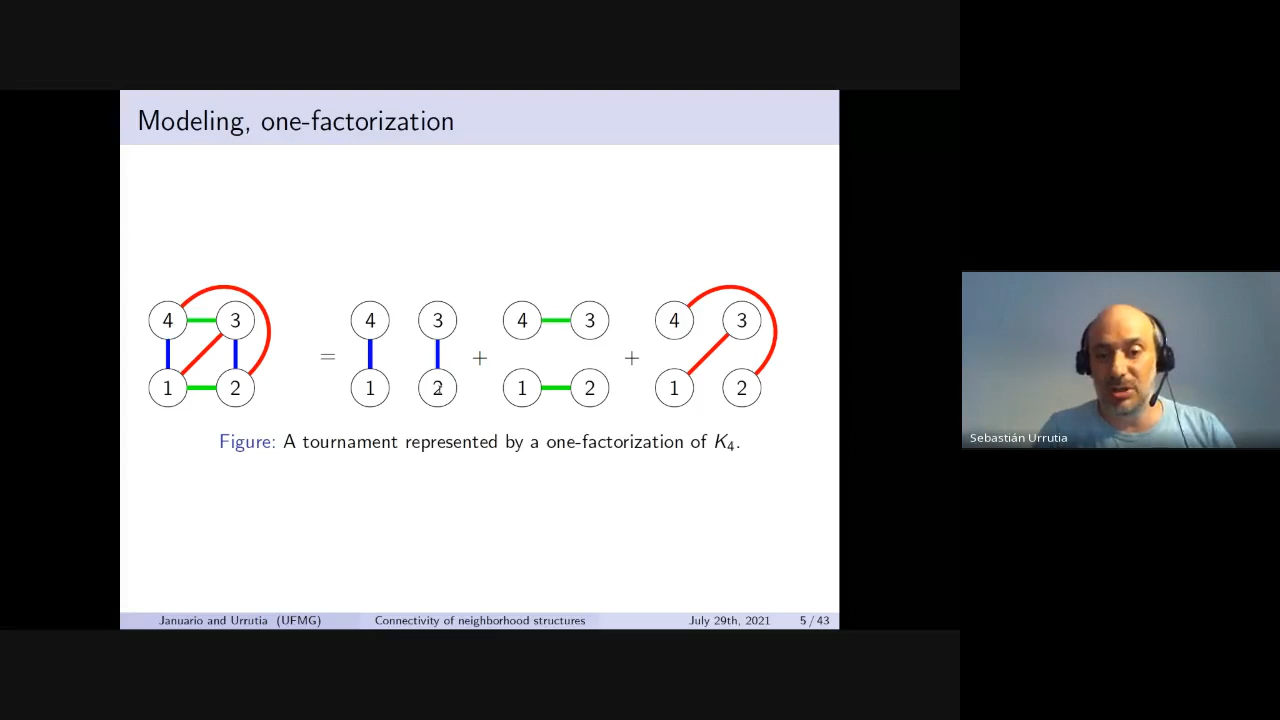 Modeling, one-factorization
4 3 4 3 4 3 4 3
= + +
1 2 1 2 1 2 1 2
Figure: A tournament represented by a one-factorization of K₄.
Sebastián Urrutia
Januario and Urrutia (UFMG) Connectivity of neighborhood structures July 29th, 2021 5 / 43